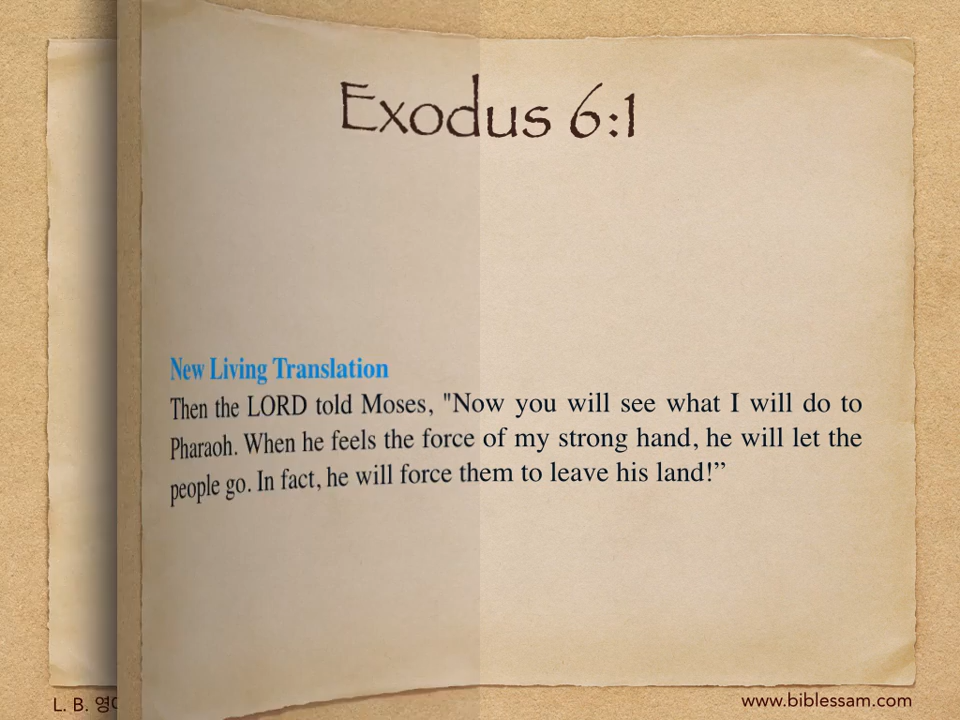 Exodus 6:1
New Living Translation
Then the LORD told Moses, "Now you will see what I will do to
Pharaoh. When he feels the force of my strong hand, he will let the
people go. In fact, he will force them to leave his land!”
L. B.
www.biblessam.com